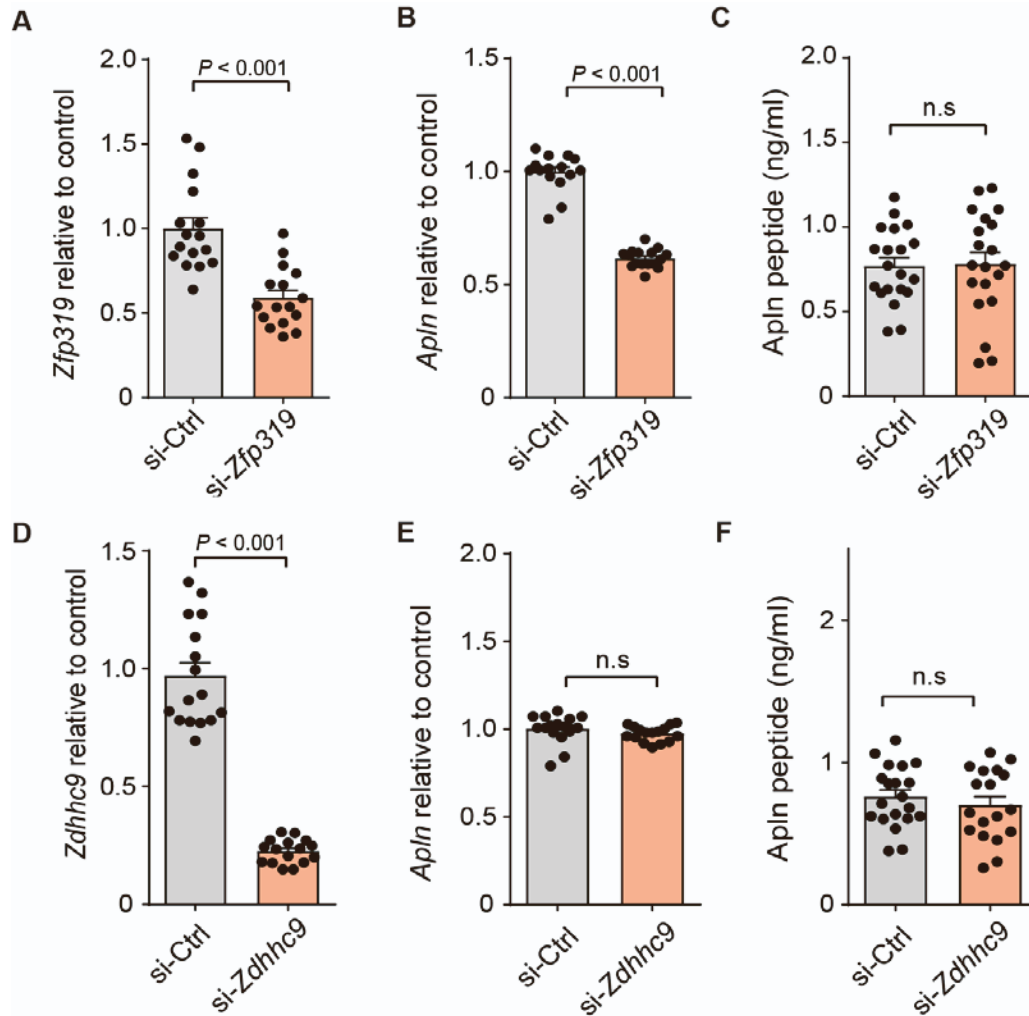 A
Zfp319 relative to control
2.0
1.5
1.0
0.5
0
P < 0.001
si-Ctrl
si-Zfp319
B
Apln relative to control
1.5
1.0
0.5
0
P < 0.001
si-Ctrl
si-Zfp319
C
Apln peptide (ng/ml)
2.0
1.5
1.0
0.5
0
n.s
si-Ctrl
si-Zfp319
D
Zdhhc9 relative to control
1.5
1.0
0.5
0
P < 0.001
si-Ctrl
si-Zdhhc9
E
Apln relative to control
2.0
1.5
1.0
0.5
0
n.s
si-Ctrl
si-Zdhhc9
F
Apln peptide (ng/ml)
2
1
0
n.s
si-Ctrl
si-Zdhhc9